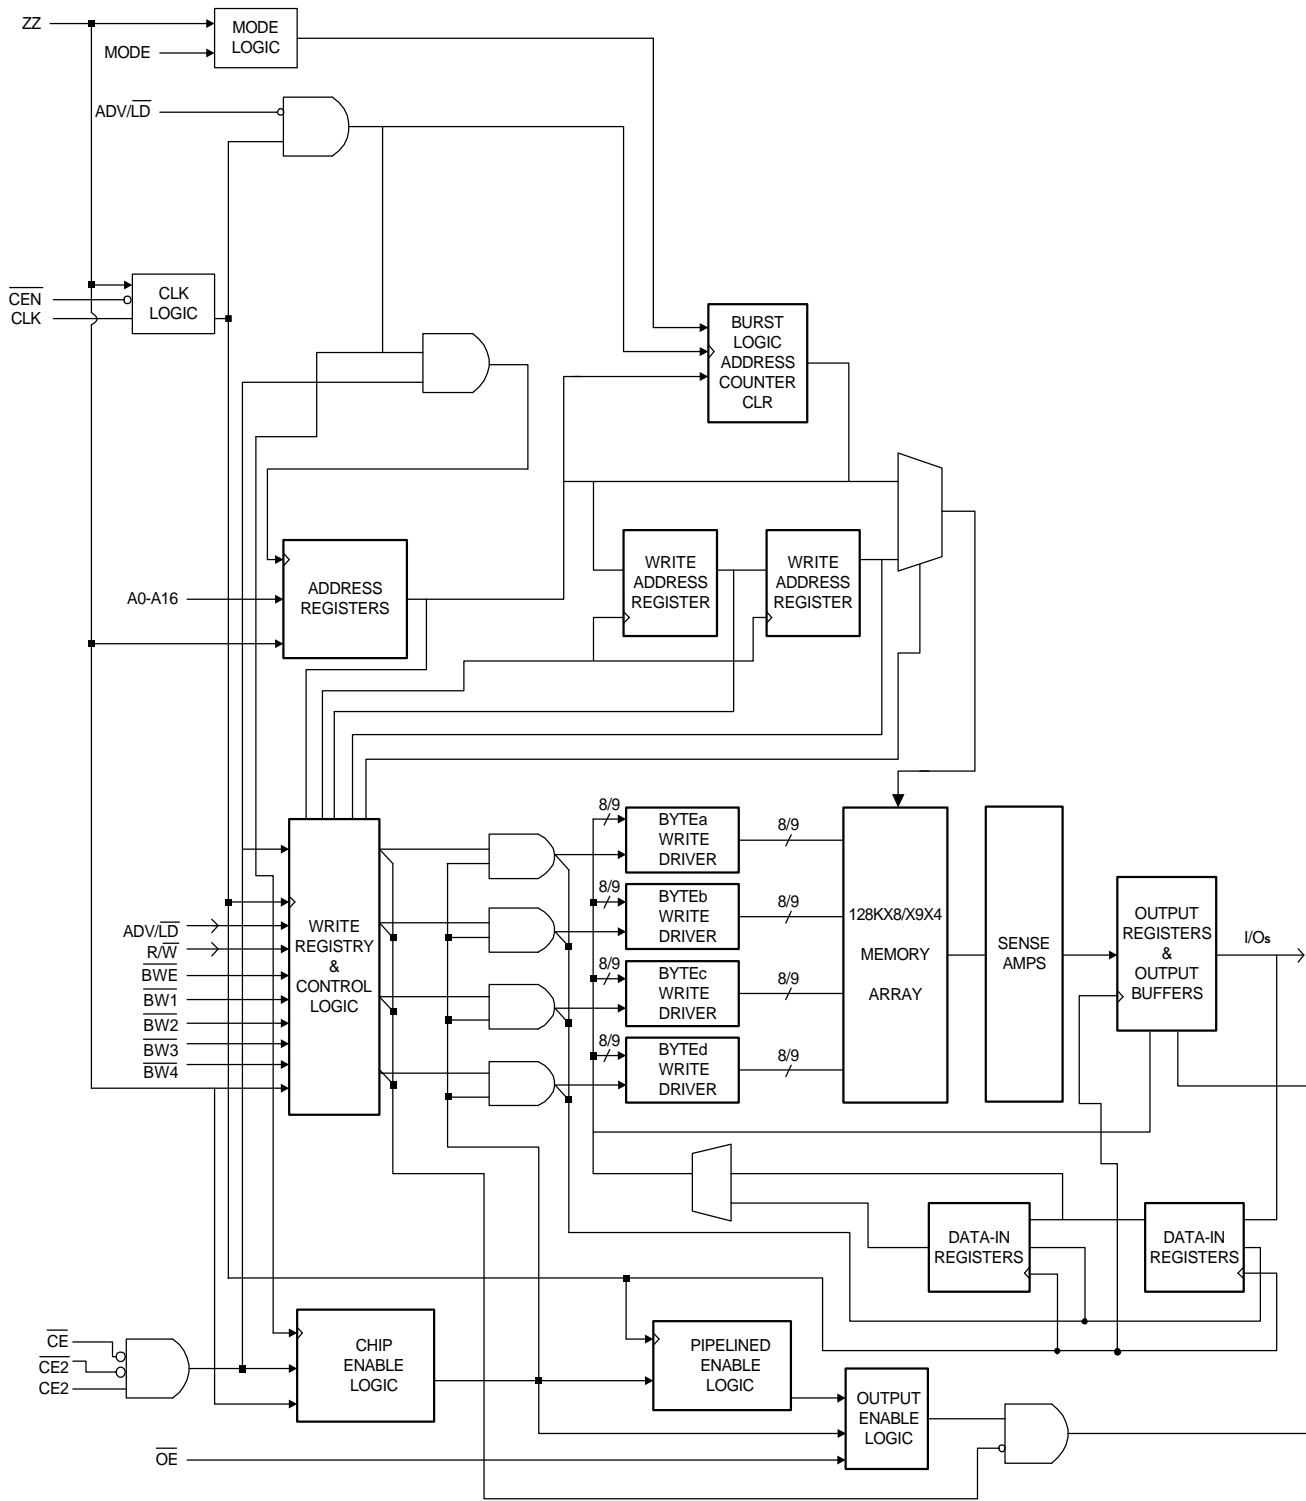 ZZ
MODE
MODE
LOGIC
ADV/LD
CEN
CLK
CLK
LOGIC
BURST
LOGIC
ADDRESS
COUNTER
CLR
A0-A16
ADDRESS
REGISTERS
WRITE
ADDRESS
REGISTER
WRITE
ADDRESS
REGISTER
ADV/LD
R/W
BWE
BW1
BW2
BW3
BW4
WRITE
REGISTRY
&
CONTROL
LOGIC
8/9
BYTEa
WRITE
DRIVER
8/9
8/9
BYTEb
WRITE
DRIVER
8/9
8/9
BYTEc
WRITE
DRIVER
8/9
8/9
BYTEd
WRITE
DRIVER
8/9
128KX8/X9X4
MEMORY
ARRAY
SENSE
AMPS
OUTPUT
REGISTERS
&
OUTPUT
BUFFERS
I/Os
DATA-IN
REGISTERS
DATA-IN
REGISTERS
CE
CE2
CE2
CHIP
ENABLE
LOGIC
PIPELINED
ENABLE
LOGIC
OUTPUT
ENABLE
LOGIC
OE